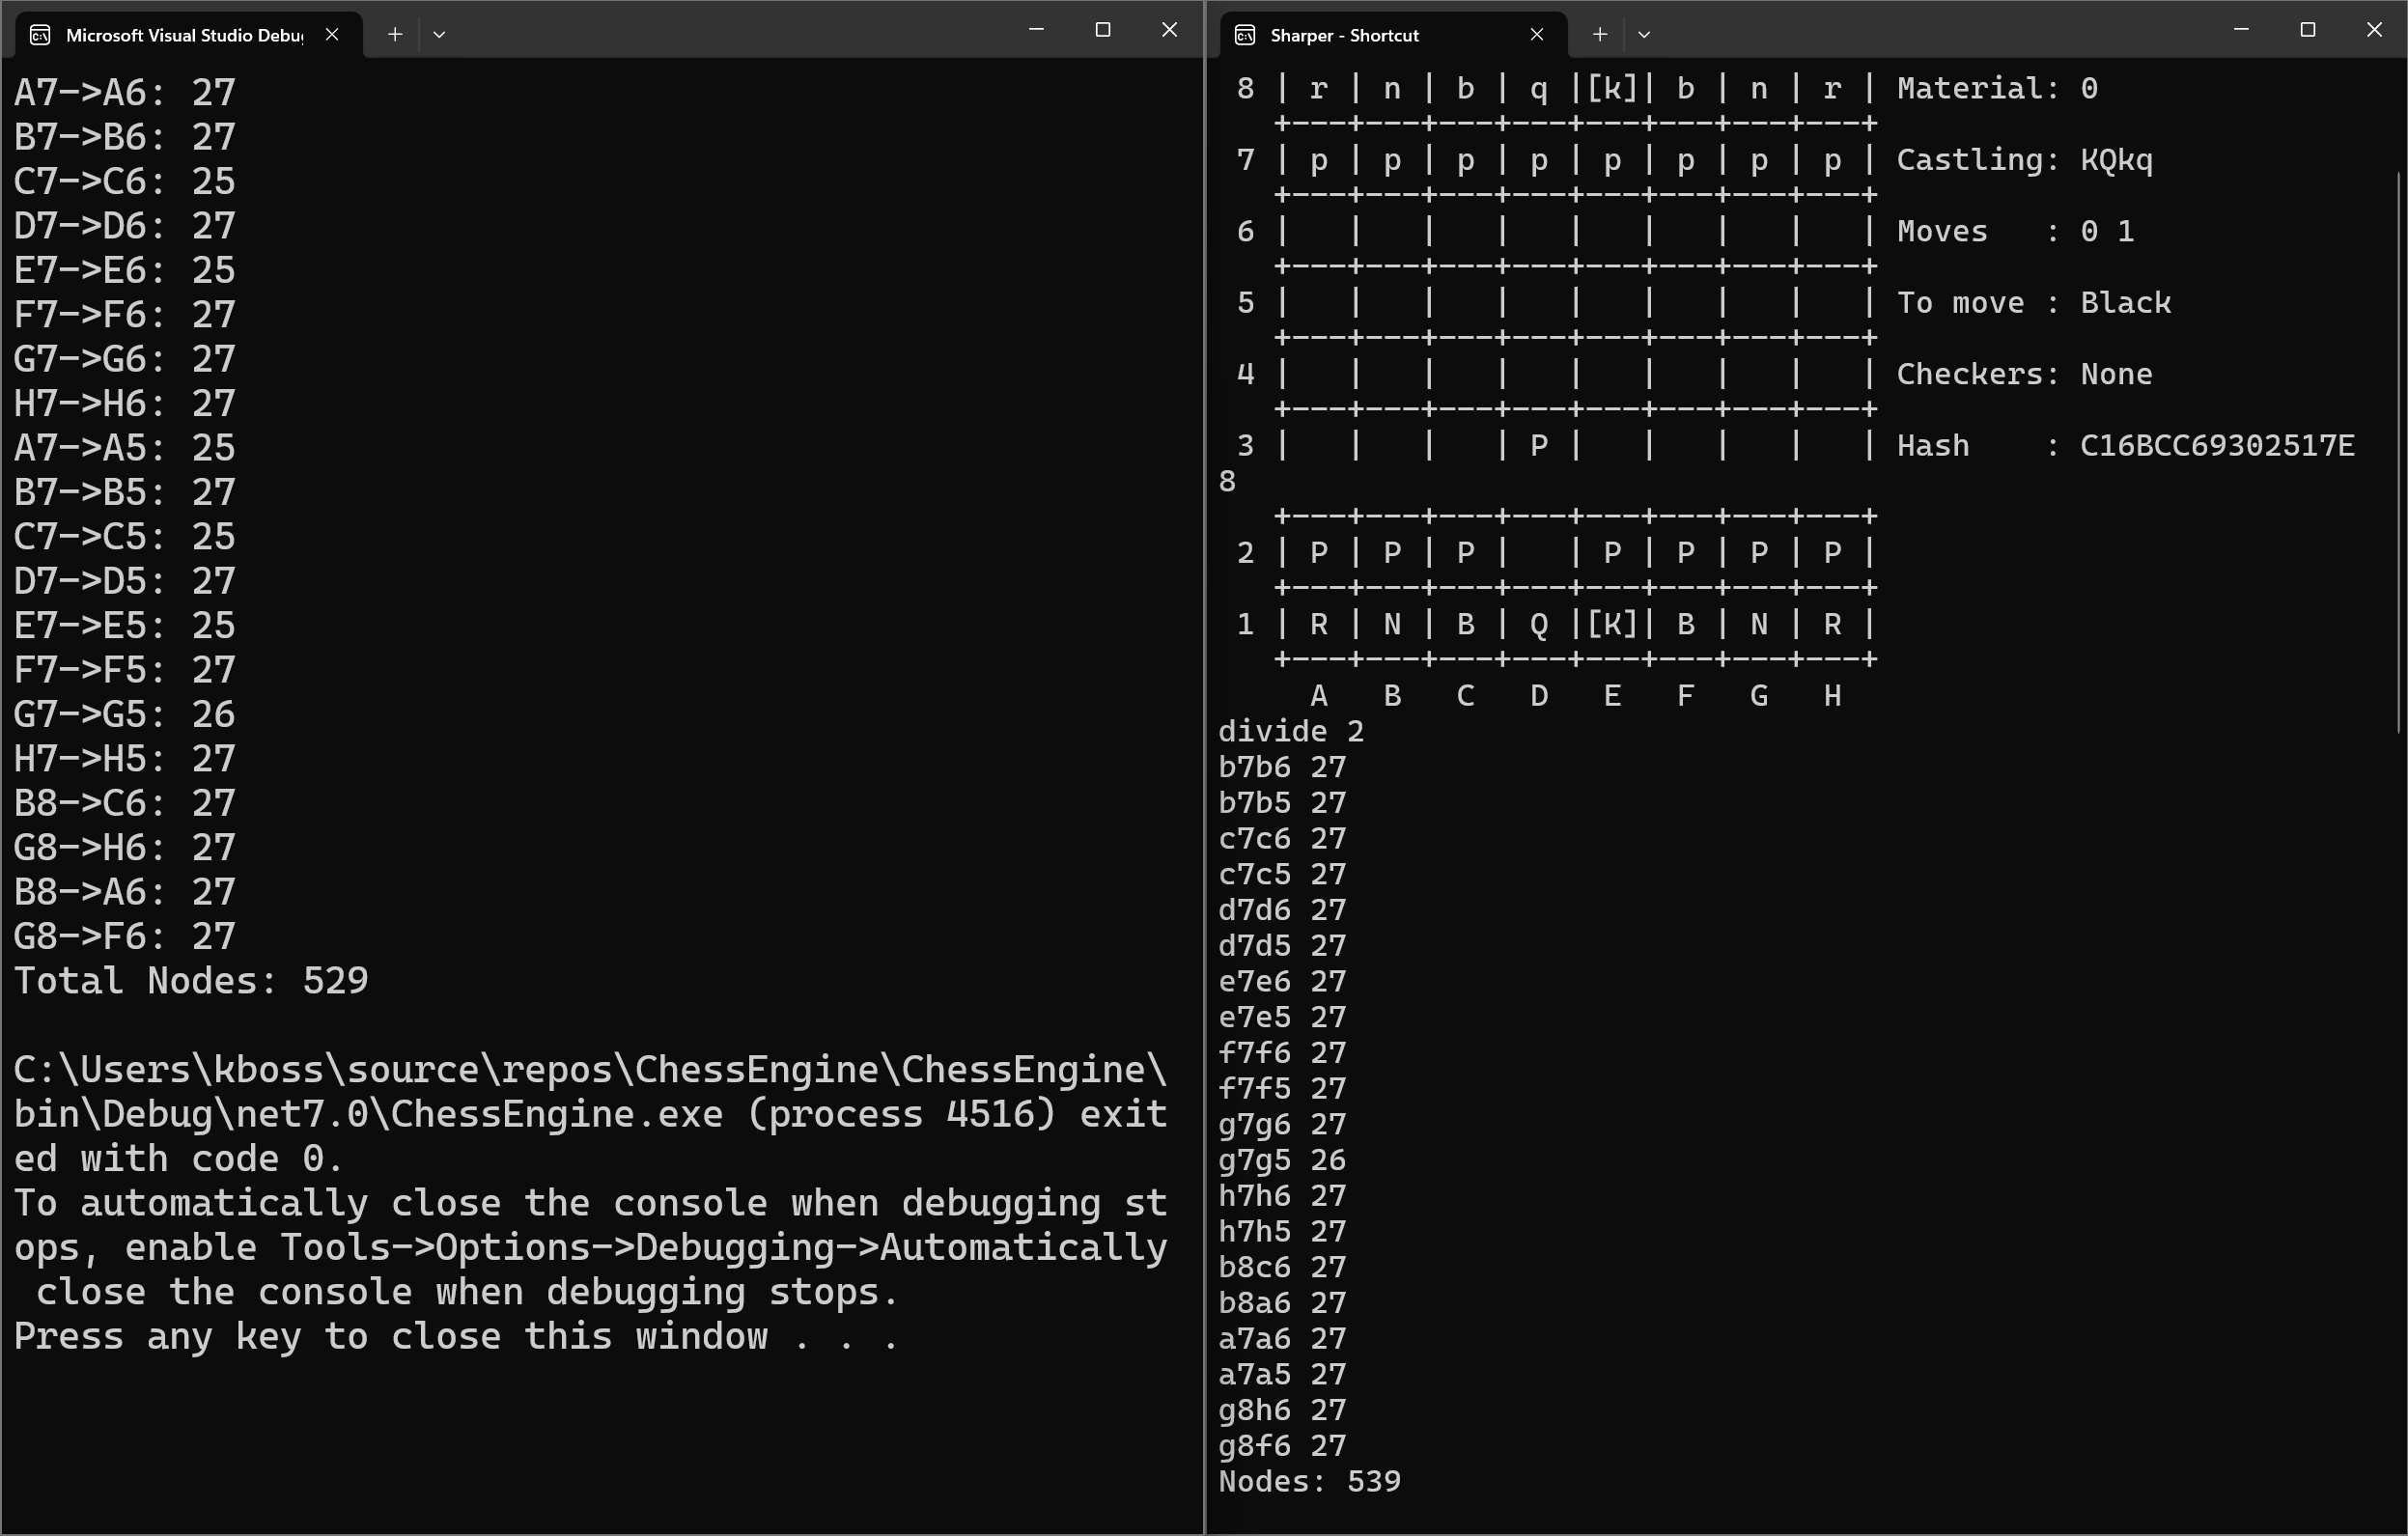 Microsoft Visual Studio Debu
A7->A6: 27
B7->B6: 27
C7->C6: 25
D7->D6: 27
E7->E6: 25
F7->F6: 27
G7->G6: 27
H7->H6: 27
A7->A5: 25
B7->B5: 27
C7->C5: 25
D7->D5: 27
E7->E5: 25
F7->F5: 27
G7->G5: 26
H7->H5: 27
B8->C6: 27
G8->H6: 27
B8->A6: 27
G8->F6: 27
Total Nodes: 529
C:\Users\kboss\source\repos\ChessEngine\ChessEngine\
bin\Debug\net7.0\ChessEngine.exe (process 4516) exit
ed with code 0.
To automatically close the console when debugging st
ops, enable Tools->Options->Debugging->Automatically
 close the console when debugging stops.
Press any key to close this window . . .
Sharper - Shortcut
 8 | r | n | b | q |[k]| b | n | r | Material: 0
   +---+---+---+---+---+---+---+---+
 7 | p | p | p | p | p | p | p | p | Castling: KQkq
   +---+---+---+---+---+---+---+---+
 6 |   |   |   |   |   |   |   |   | Moves   : 0 1
   +---+---+---+---+---+---+---+---+
 5 |   |   |   |   |   |   |   |   | To move : Black
   +---+---+---+---+---+---+---+---+
 4 |   |   |   |   |   |   |   |   | Checkers: None
   +---+---+---+---+---+---+---+---+
 3 |   |   |   | P |   |   |   |   | Hash    : C16BCC69302517E
8
   +---+---+---+---+---+---+---+---+
 2 | P | P | P |   | P | P | P | P |
   +---+---+---+---+---+---+---+---+
 1 | R | N | B | Q |[K]| B | N | R |
   +---+---+---+---+---+---+---+---+
     A   B   C   D   E   F   G   H
divide 2
b7b6 27
b7b5 27
c7c6 27
c7c5 27
d7d6 27
d7d5 27
e7e6 27
e7e5 27
f7f6 27
f7f5 27
g7g6 27
g7g5 26
h7h6 27
h7h5 27
b8c6 27
b8a6 27
a7a6 27
a7a5 27
g8h6 27
g8f6 27
Nodes: 539